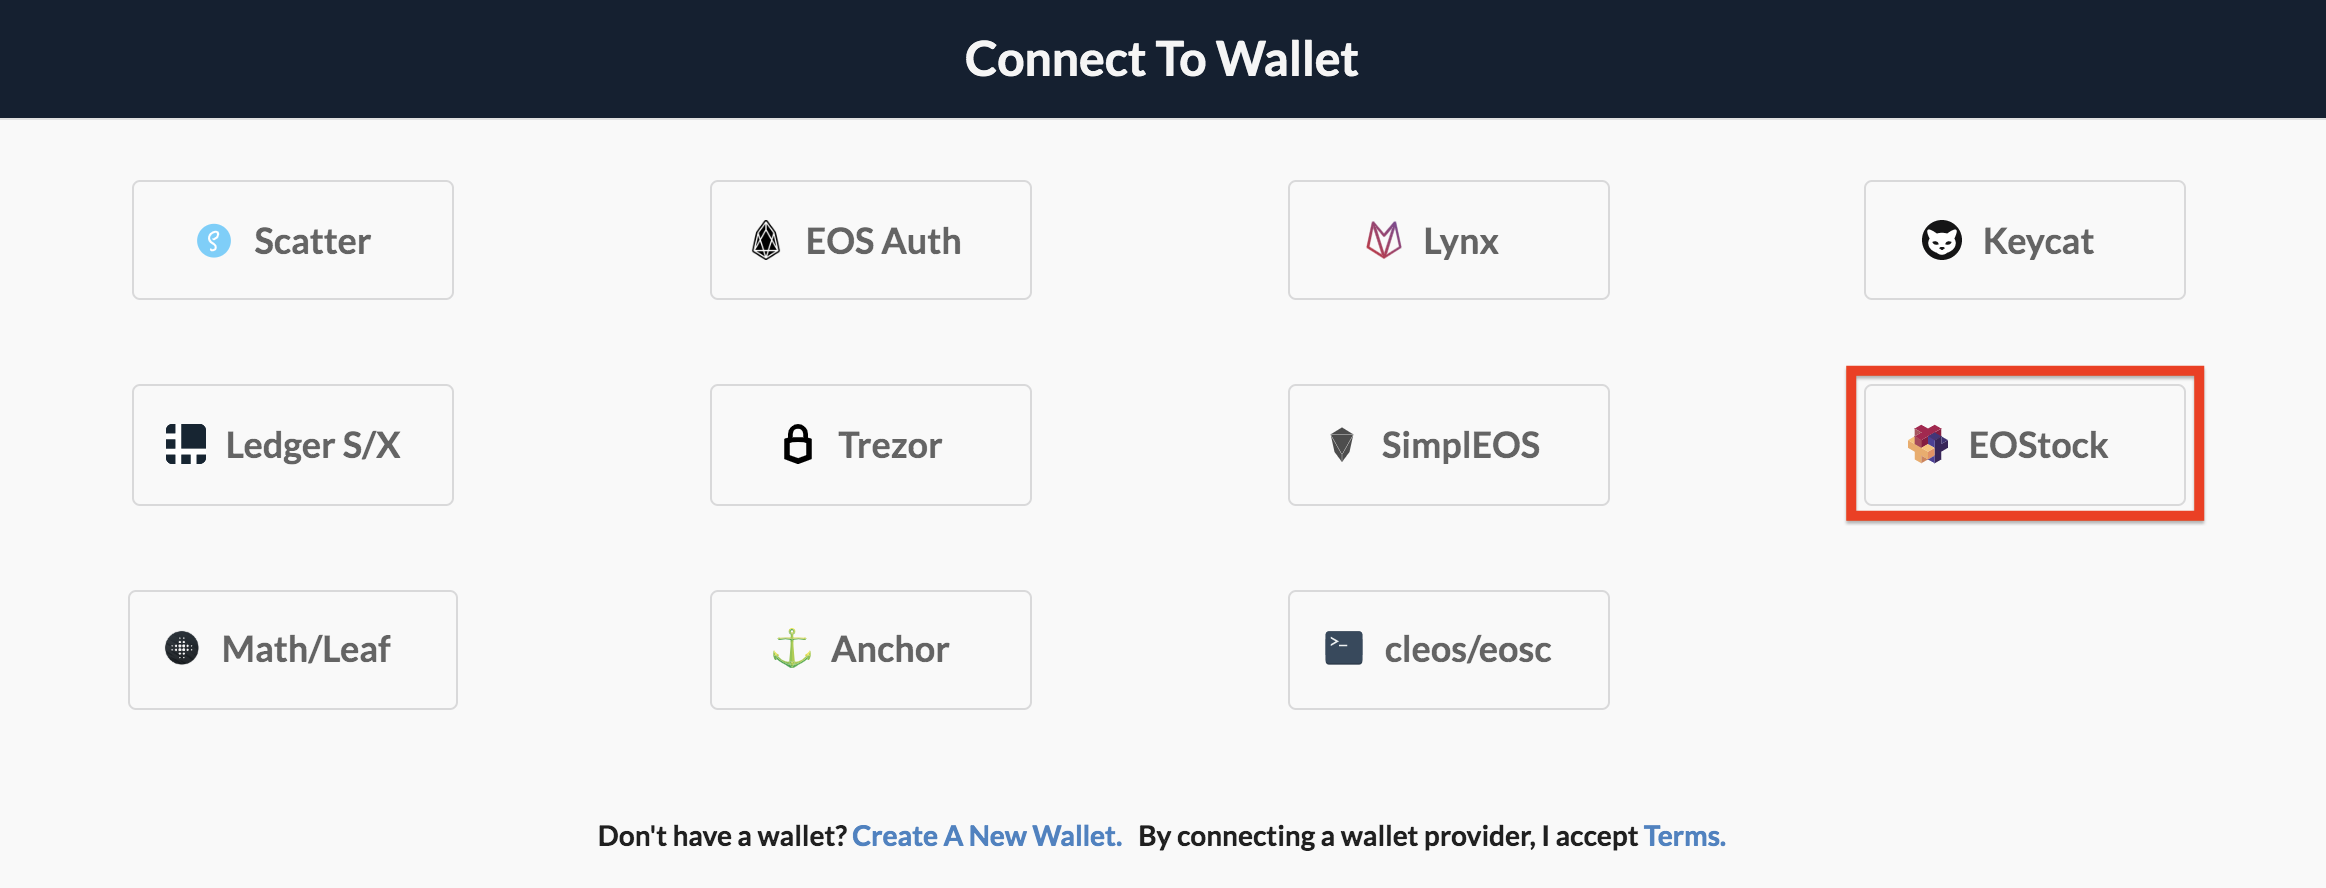 Connect To Wallet
Scatter
EOS Auth
Lynx
Keycat
Ledger S/X
Trezor
SimplEOS
EOStock
Math/Leaf
Anchor
>_ cleos/eosc
Don't have a wallet? Create A New Wallet. By connecting a wallet provider, I accept Terms.